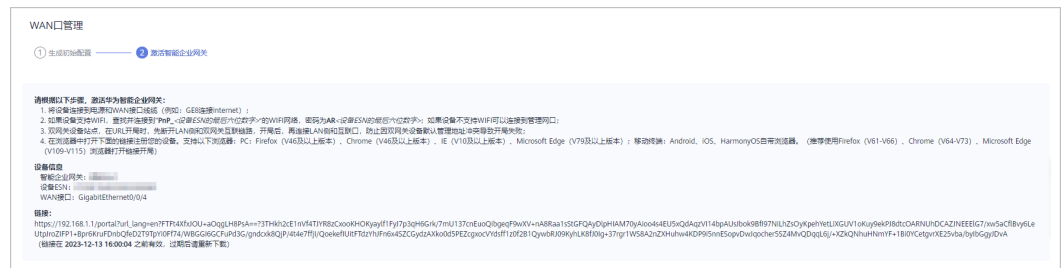 WAN口管理
1 生成初始配置 2 激活智能企业网关
请根据以下步骤，激活华为智能企业网关：
1. 将设备连接到电源和WAN接口线缆（例如：GE8连接Internet）；
2. 如果设备支持WIFI，查找并连接到“PnP_<设备ESN的最后六位数字>”的WIFI网络，密码为AR<设备ESN的最后六位数字>；如果设备不支持WIFI可以连接到管理网口；
3. 双网关设备站点，在URL开局时，先断开LAN侧和双网关互联链路，开局后，再连接LAN侧和互联口，防止因双网关设备默认管理地址冲突导致开局失败；
4. 在浏览器中打开下面的链接注册您的设备。支持以下浏览器：PC：Firefox（V46及以上版本）、Chrome（V46及以上版本）、IE（V10及以上版本）、Microsoft Edge（V79及以上版本）；移动终端：Android、iOS、HarmonyOS自带浏览器。（推荐使用Firefox（V61-V66）、Chrome（V64-V73）、Microsoft Edge
（V109-V115）浏览器打开链接开局）
设备信息
智能企业网关：
设备ESN：
WAN接口：GigabitEthernet0/0/4
链接：
https://192.168.1.1/portal?url_lang=en?
（链接在 2023-12-13 16:00:04 之前有效，过期后请重新下载）